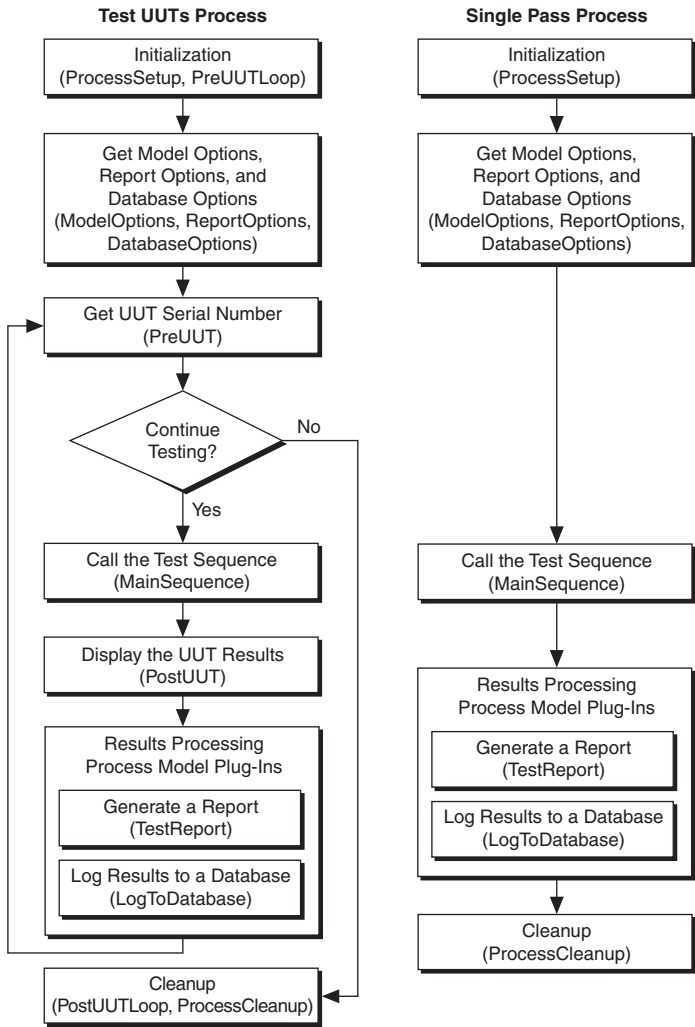 Test UUTs Process
Initialization
(ProcessSetup, PreUUTLoop)
Get Model Options,
Report Options, and
Database Options
(ModelOptions, ReportOptions,
DatabaseOptions)
Get UUT Serial Number
(PreUUT)
Continue
Testing?
No
Yes
Call the Test Sequence
(MainSequence)
Display the UUT Results
(PostUUT)
Results Processing
Process Model Plug-Ins
Generate a Report
(TestReport)
Log Results to a Database
(LogToDatabase)
Cleanup
(PostUUTLoop, ProcessCleanup)
Single Pass Process
Initialization
(ProcessSetup)
Get Model Options,
Report Options, and
Database Options
(ModelOptions, ReportOptions,
DatabaseOptions)
Call the Test Sequence
(MainSequence)
Results Processing
Process Model Plug-Ins
Generate a Report
(TestReport)
Log Results to a Database
(LogToDatabase)
Cleanup
(ProcessCleanup)